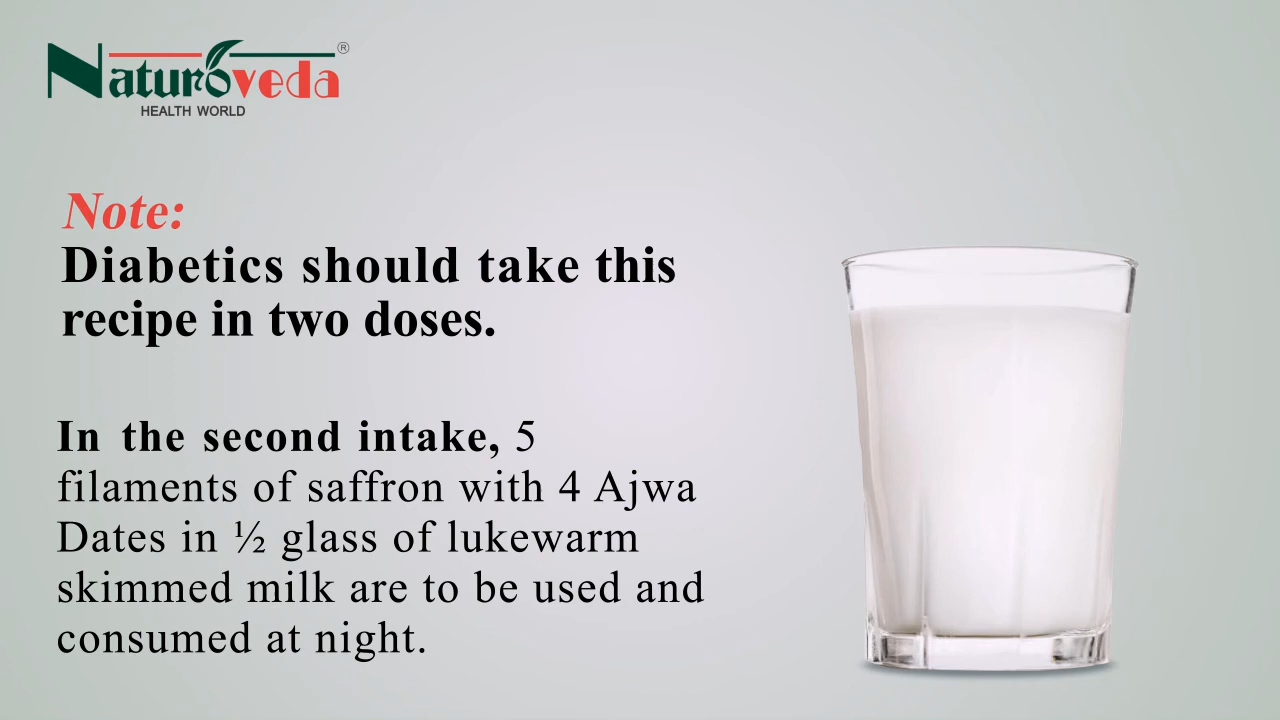 Naturoveda ®
HEALTH WORLD
Note:
Diabetics should take this
recipe in two doses.
In the second intake, 5
filaments of saffron with 4 Ajwa
Dates in ½ glass of lukewarm
skimmed milk are to be used and
consumed at night.